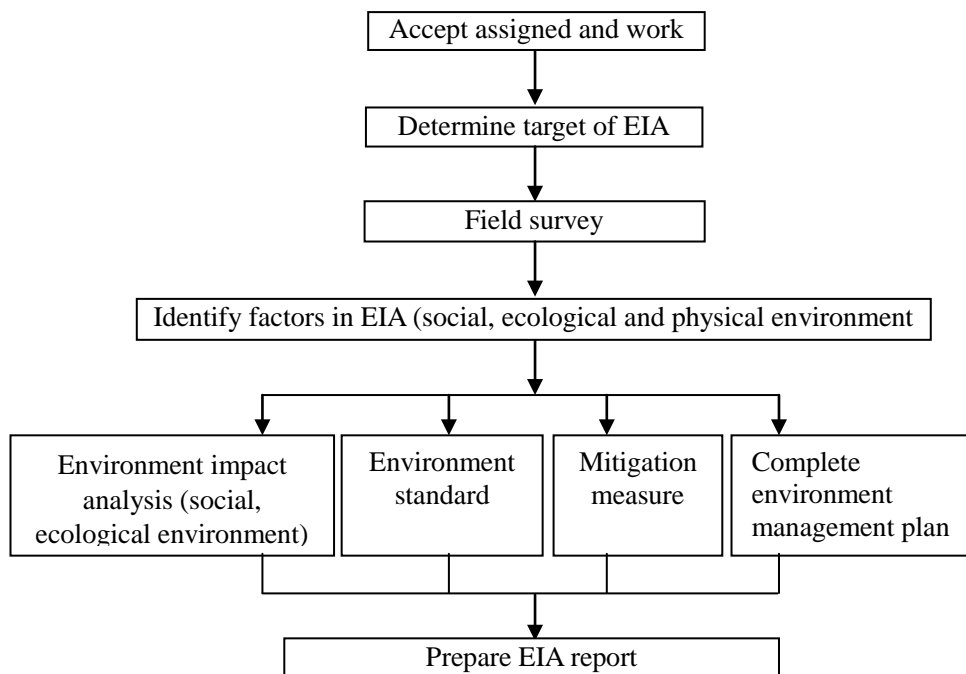 Accept assigned and work
Determine target of EIA
Field survey
Identify factors in EIA (social, ecological and physical environment
Environment impact
analysis (social,
ecological environment)
Environment
standard
Mitigation
measure
Complete
environment
management plan
Prepare EIA report